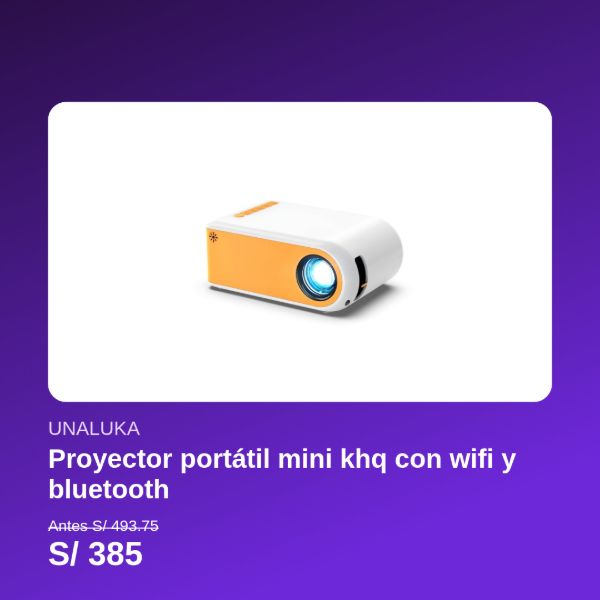 UNALUKA
Proyector portátil mini khq con wifi y
bluetooth
Antes S/ 493.75
S/ 385